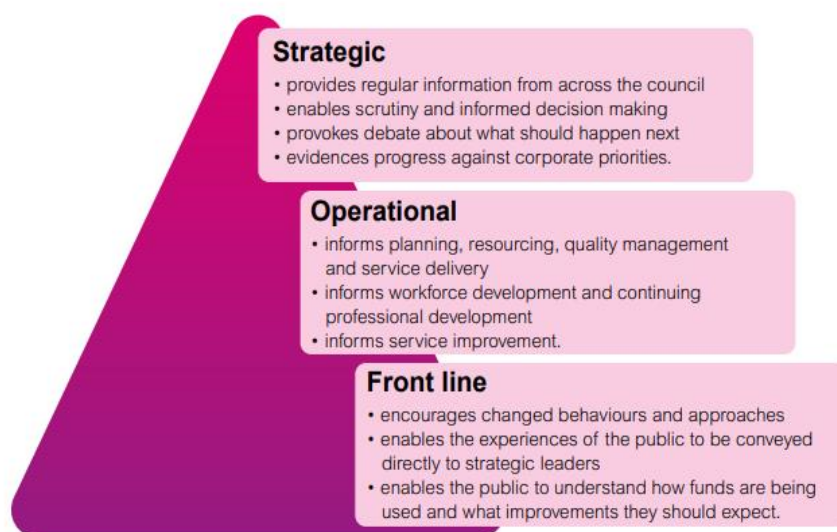 Strategic
• provides regular information from across the council
• enables scrutiny and informed decision making
• provokes debate about what should happen next
• evidences progress against corporate priorities.
Operational
• informs planning, resourcing, quality management
and service delivery
• informs workforce development and continuing
professional development
• informs service improvement.
Front line
• encourages changed behaviours and approaches
• enables the experiences of the public to be conveyed
directly to strategic leaders
• enables the public to understand how funds are being
used and what improvements they should expect.